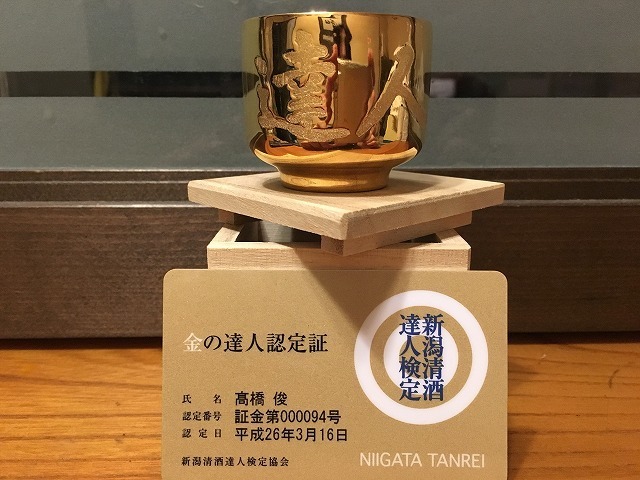 達人
金の達人認定証
新潟清酒
達人検定
氏名 髙橋 俊
認定番号 証金第000094号
認定日 平成26年3月16日
新潟清酒達人検定協会
NIIGATA TANREI